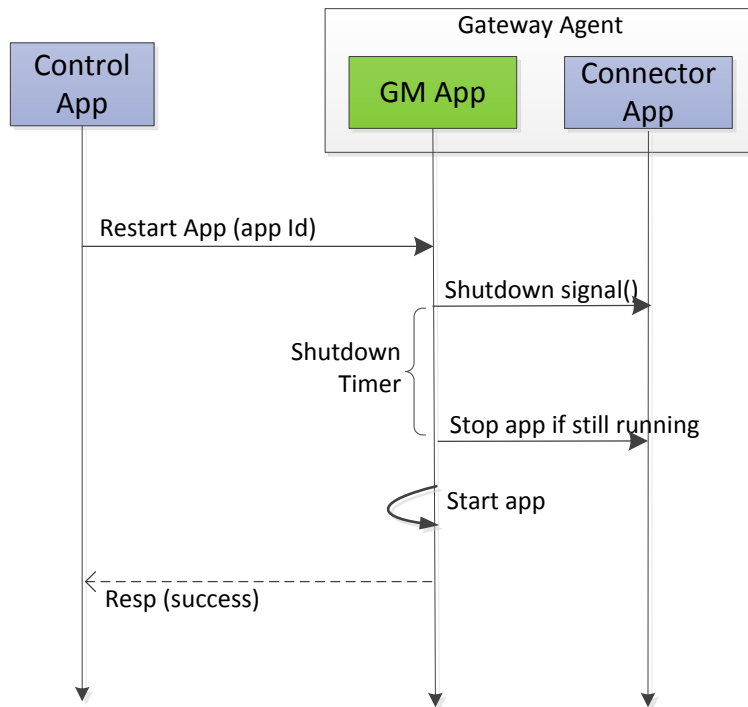 Gateway Agent
Control
App
GM App
Connector
App
Restart App (app Id)
Shutdown signal()
Shutdown
Timer
Stop app if still running
Start app
Resp (success)